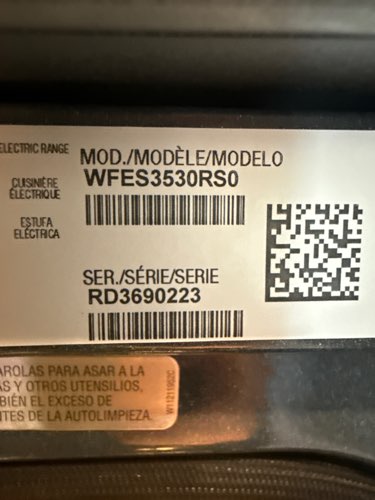 ELECTRIC RANGE
MOD./MODÈLE/MODELO
WFES3530RS0
CUISINIÈRE
ÉLECTRIQUE
ESTUFA
ELÉCTRICA
SER./SÉRIE/SERIE
RD3690223
AROLAS PARA ASAR A LA
AS Y OTROS UTENSILIOS,
BIÉN EL EXCESO DE
TES DE LA AUTOLIMPIEZA.